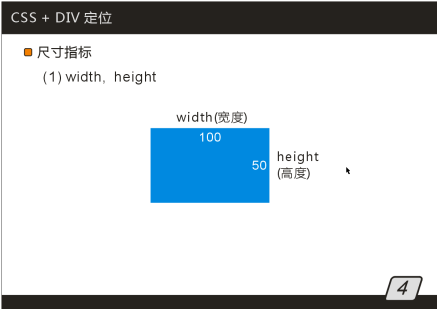 CSS + DIV 定位
尺寸指标
(1) width, height
width(宽度)
100
50
height
(高度)
4